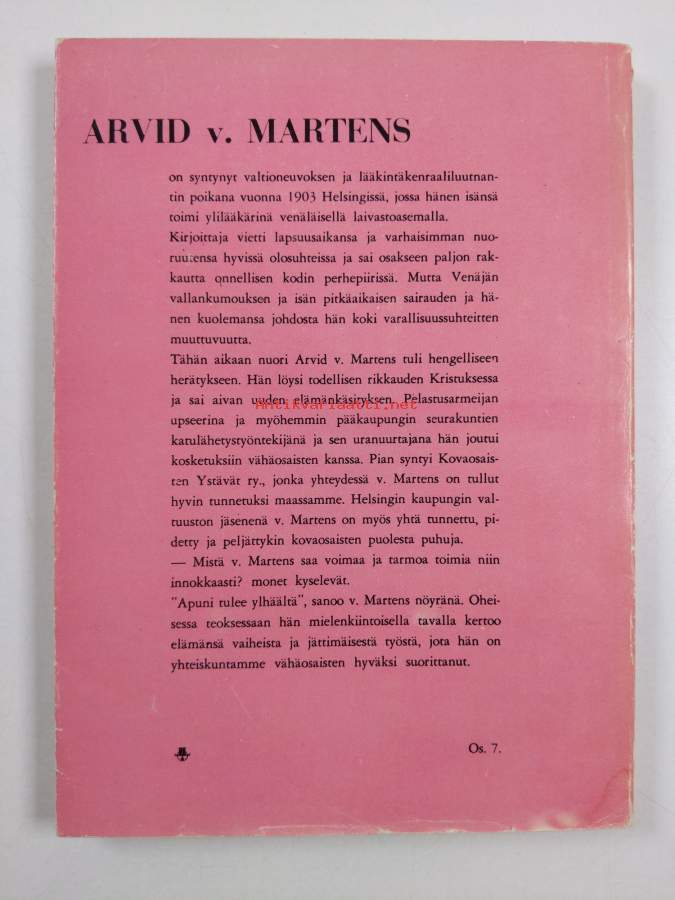 ARVID v. MARTENS
on syntynyt valtioneuvoksen ja lääkintäkenraaliluutnan-
tin poikana vuonna 1903 Helsingissä, jossa hänen isänsä
toimi ylilääkärinä venäläisellä laivastoasemalla.
Kirjoittaja vietti lapsuusaikansa ja varhaisimman nuo-
ruutensa hyvissä olosuhteissa ja sai osakseen paljon rak-
kautta onnellisen kodin perhepiirissä. Mutta Venäjän
vallankumouksen ja isän pitkäaikaisen sairauden ja hä-
nen kuolemansa johdosta hän koki varallisuussuhteitten
muuttuvuutta.
Tähän aikaan nuori Arvid v. Martens tuli hengelliseen
herätykseen. Hän löysi todellisen rikkauden Kristuksessa
ja sai aivan uuden elämänkäsityksen. Pelastusarmeijan
Antikvariaatti.net
upseerina ja myöhemmin pääkaupungin seurakuntien
katulähetystyöntekijänä ja sen uranuurtajana hän joutui
kosketuksiin vähäosaisten kanssa. Pian syntyi Kovaosais-
ten Ystävät ry., jonka yhteydessä v. Martens on tullut
hyvin tunnetuksi maassamme. Helsingin kaupungin val-
tuuston jäsenenä v. Martens on myös yhtä tunnettu, pi-
detty ja peljättykin kovaosaisten puolesta puhuja.
— Mistä v. Martens saa voimaa ja tarmoa toimia niin
innokkaasti? monet kyselevät.
"Apuni tulee ylhäältä", sanoo v. Martens nöyränä. Ohei-
sessa teoksessaan hän mielenkiintoisella tavalla kertoo
elämänsä vaiheista ja jättimäisestä työstä, jota hän on
yhteiskuntamme vähäosaisten hyväksi suorittanut.
Os. 7.